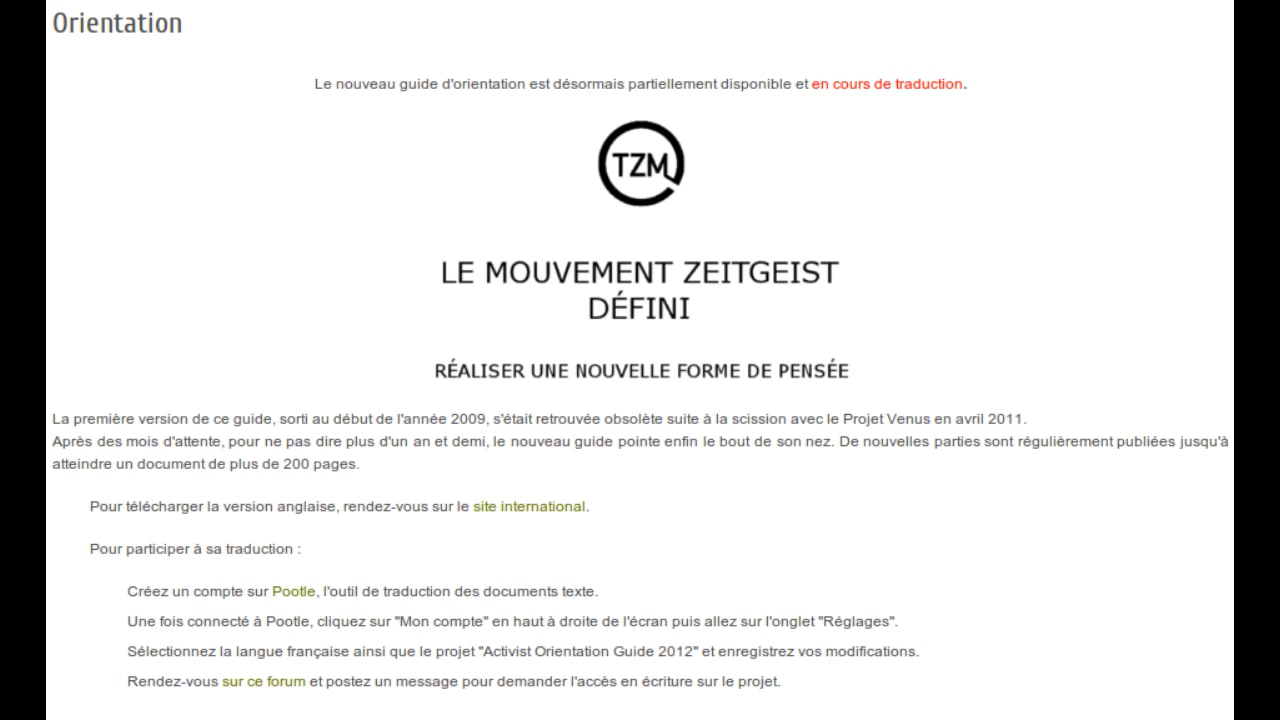 Orientation
Le nouveau guide d'orientation est désormais partiellement disponible et en cours de traduction.
TZM
LE MOUVEMENT ZEITGEIST
DÉFINI
RÉALISER UNE NOUVELLE FORME DE PENSÉE
La première version de ce guide, sorti au début de l'année 2009, s'était retrouvée obsolète suite à la scission avec le Projet Venus en avril 2011.
Après des mois d'attente, pour ne pas dire plus d'un an et demi, le nouveau guide pointe enfin le bout de son nez. De nouvelles parties sont régulièrement publiées jusqu'à
atteindre un document de plus de 200 pages.
Pour télécharger la version anglaise, rendez-vous sur le site international.
Pour participer à sa traduction :
Créez un compte sur Pootle, l'outil de traduction des documents texte.
Une fois connecté à Pootle, cliquez sur "Mon compte" en haut à droite de l'écran puis allez sur l'onglet "Réglages".
Sélectionnez la langue française ainsi que le projet "Activist Orientation Guide 2012" et enregistrez vos modifications.
Rendez-vous sur ce forum et postez un message pour demander l'accès en écriture sur le projet.